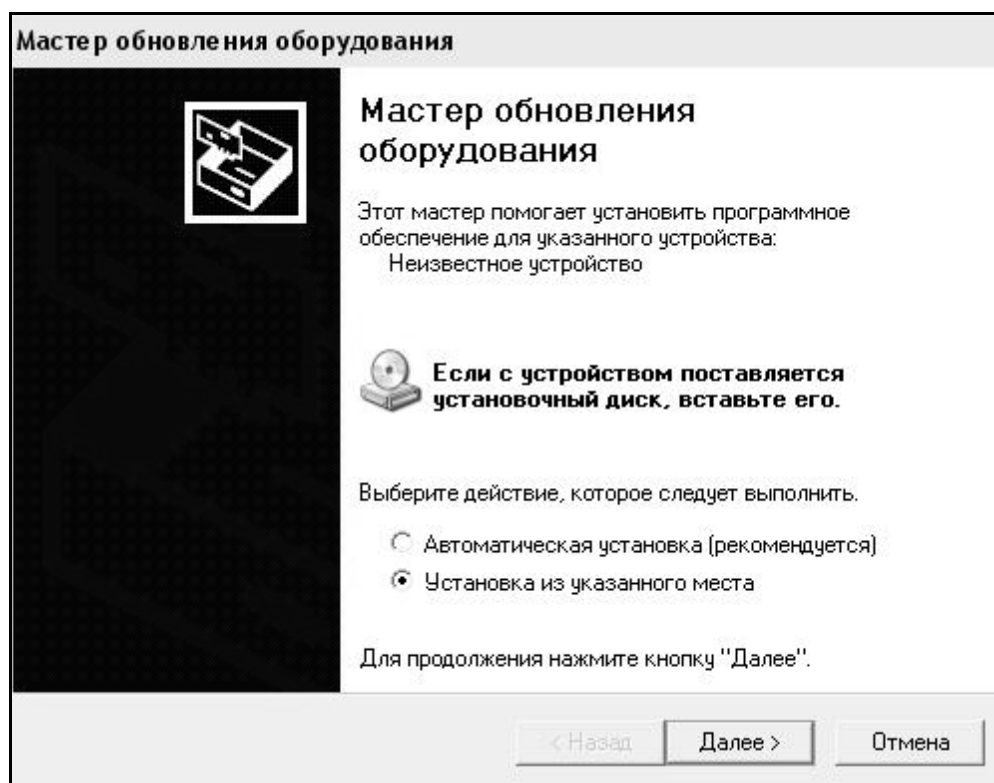 Мастер обновления оборудования
Мастер обновления
оборудования
Этот мастер помогает установить программное
обеспечение для указанного устройства:
Неизвестное устройство
Если с устройством поставляется
установочный диск, вставьте его.
Выберите действие, которое следует выполнить.
Автоматическая установка (рекомендуется)
Установка из указанного места
Для продолжения нажмите кнопку "Далее".
< Назад Далее > Отмена